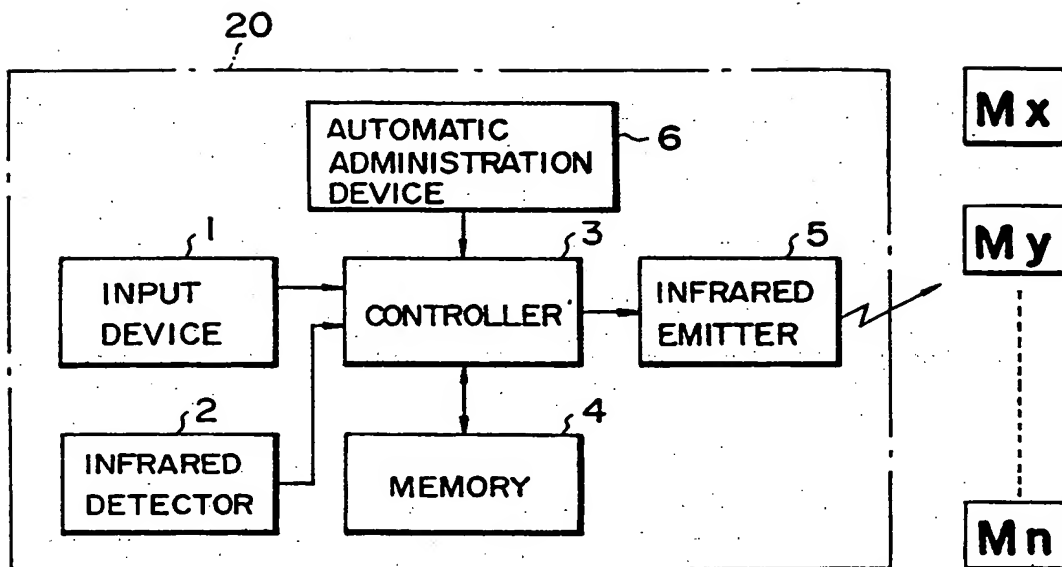 20
AUTOMATIC
ADMINISTRATION
DEVICE
6
Mx
1
INPUT
DEVICE
3
CONTROLLER
5
INFRARED
EMITTER
My
2
INFRARED
DETECTOR
4
MEMORY
Mn